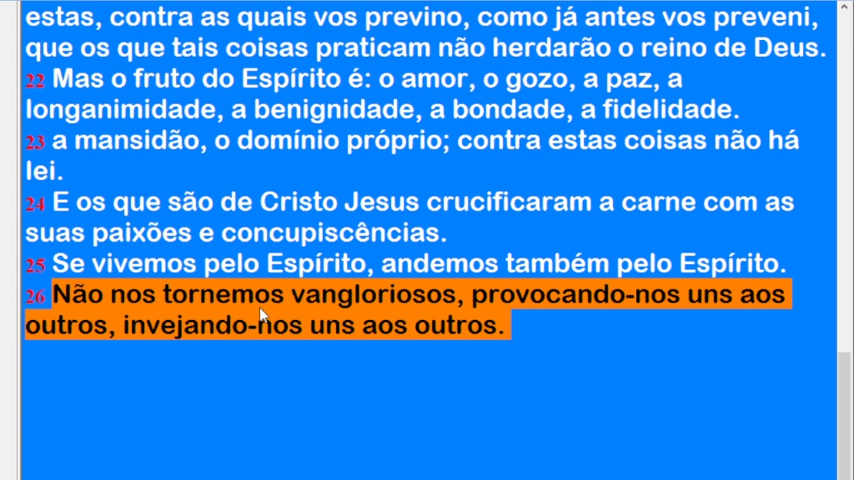 estas, contra as quais vos previno, como já antes vos preveni,
que os que tais coisas praticam não herdarão o reino de Deus.
22 Mas o fruto do Espírito é: o amor, o gozo, a paz, a
longanimidade, a benignidade, a bondade, a fidelidade.
23 a mansidão, o domínio próprio; contra estas coisas não há
lei.
24 E os que são de Cristo Jesus crucificaram a carne com as
suas paixões e concupiscências.
25 Se vivemos pelo Espírito, andemos também pelo Espírito.
26 Não nos tornemos vangloriosos, provocando-nos uns aos
outros, invejando-nos uns aos outros.